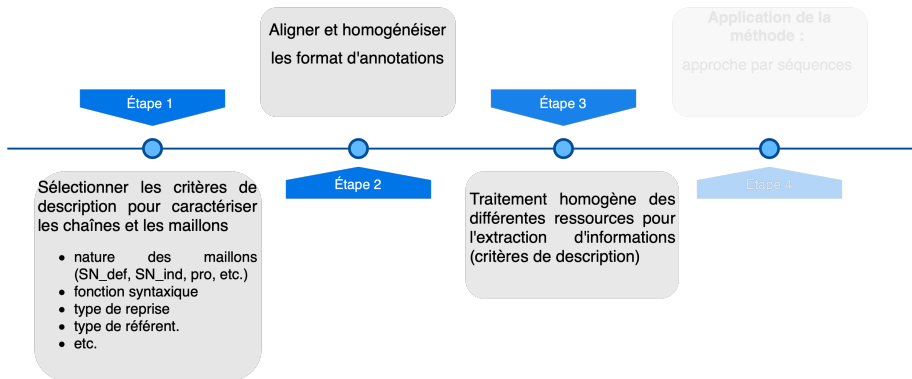 Étape 1
Sélectionner les critères de
description pour caractériser
les chaînes et les maillons
nature des maillons
(SN_def, SN_ind, pro, etc.)
fonction syntaxique
type de reprise
type de référent.
etc.
Aligner et homogénéiser
les format d'annotations
Étape 2
Étape 3
Traitement homogène des
différentes ressources pour
l'extraction d'informations
(critères de description)
Application de la
méthode :
approche par séquences
Étape 4